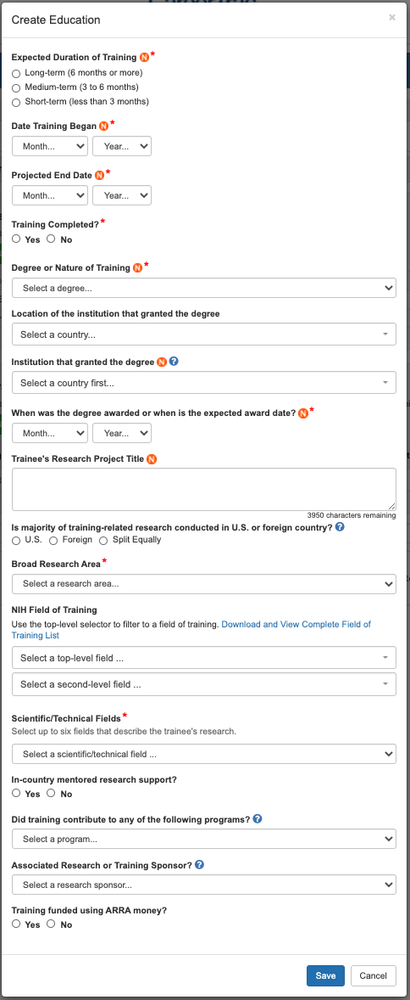 Create Education ×
Expected Duration of Training N*
Long-term (6 months or more)
Medium-term (3 to 6 months)
Short-term (less than 3 months)
Date Training Began N*
Month... Year...
Projected End Date N*
Month... Year...
Training Completed?*
Yes No
Degree or Nature of Training N*
Select a degree...
Location of the institution that granted the degree
Select a country...
Institution that granted the degree N ?
Select a country first...
When was the degree awarded or when is the expected award date? N*
Month... Year...
Trainee's Research Project Title N
3950 characters remaining
Is majority of training-related research conducted in U.S. or foreign country? ?
U.S. Foreign Split Equally
Broad Research Area*
Select a research area...
NIH Field of Training
Use the top-level selector to filter to a field of training. Download and View Complete Field of
Training List
Select a top-level field ...
Select a second-level field ...
Scientific/Technical Fields*
Select up to six fields that describe the trainee's research.
Select a scientific/technical field ...
In-country mentored research support?
Yes No
Did training contribute to any of the following programs? ?
Select a program...
Associated Research or Training Sponsor? ?
Select a research sponsor...
Training funded using ARRA money?
Yes No
Save Cancel